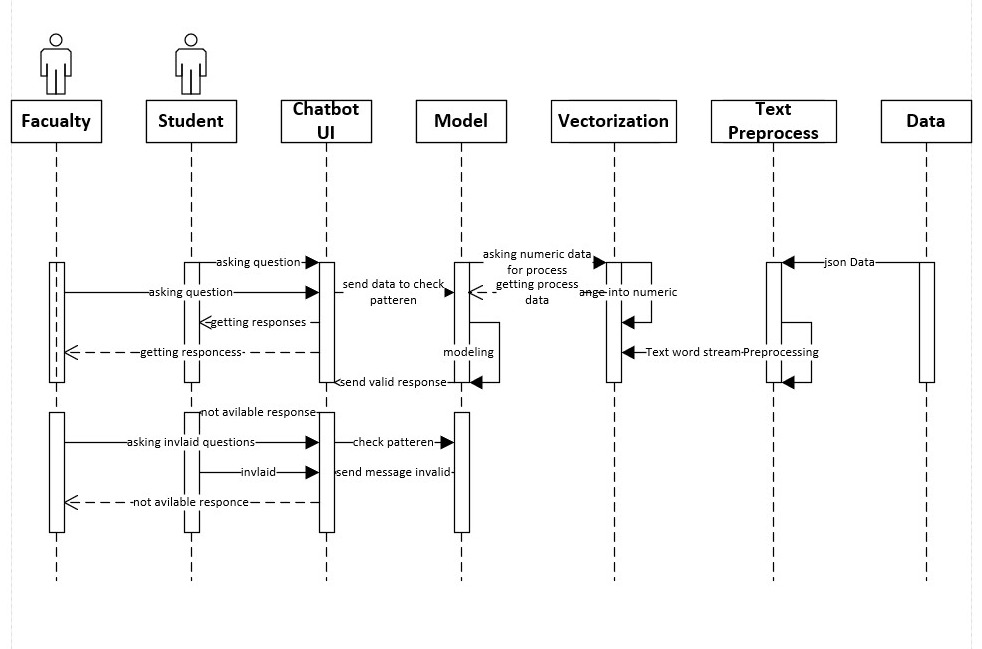 Facualty
Student
Chatbot
UI
Model
Vectorization
Text
Preprocess
Data
asking question
asking numeric data
for process
json Data
asking question
send data to check
patteren
getting process
data
ange into numeric
getting responses
getting responcess
modeling
Text word stream
Preprocessing
send valid response
not avilable response
asking invlaid questions
check patteren
invlaid
send message invalid
not avilable responce